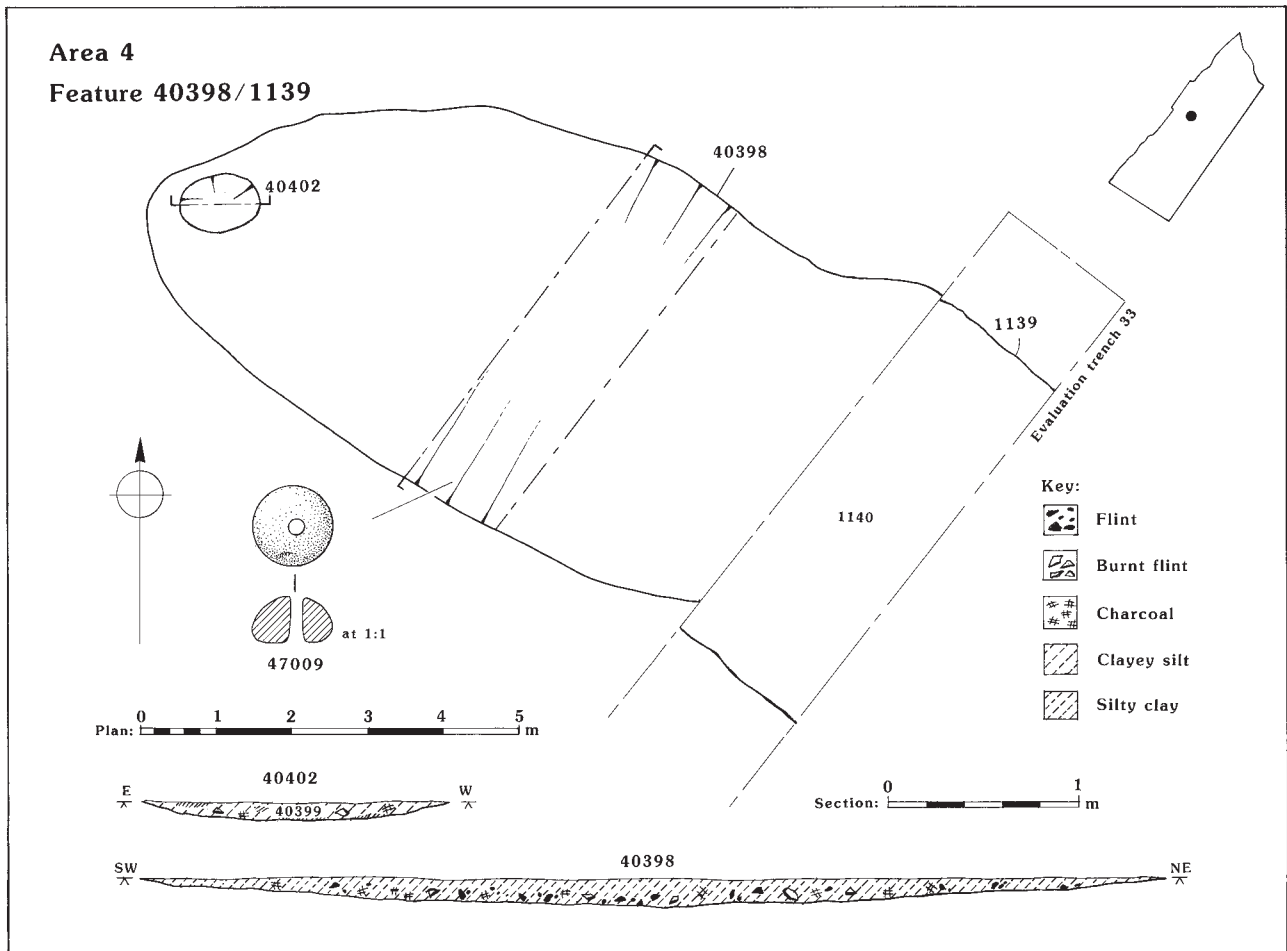 Area 4
Feature 40398/1139
40402
40398
1139
Evaluation trench 33
1140
at 1:1
47009
Key:
Flint
Burnt flint
Charcoal
Clayey silt
Silty clay
Plan: 0 1 2 3 4 5 m
40402
E W
40399
Section: 0 1 m
40398
SW NE